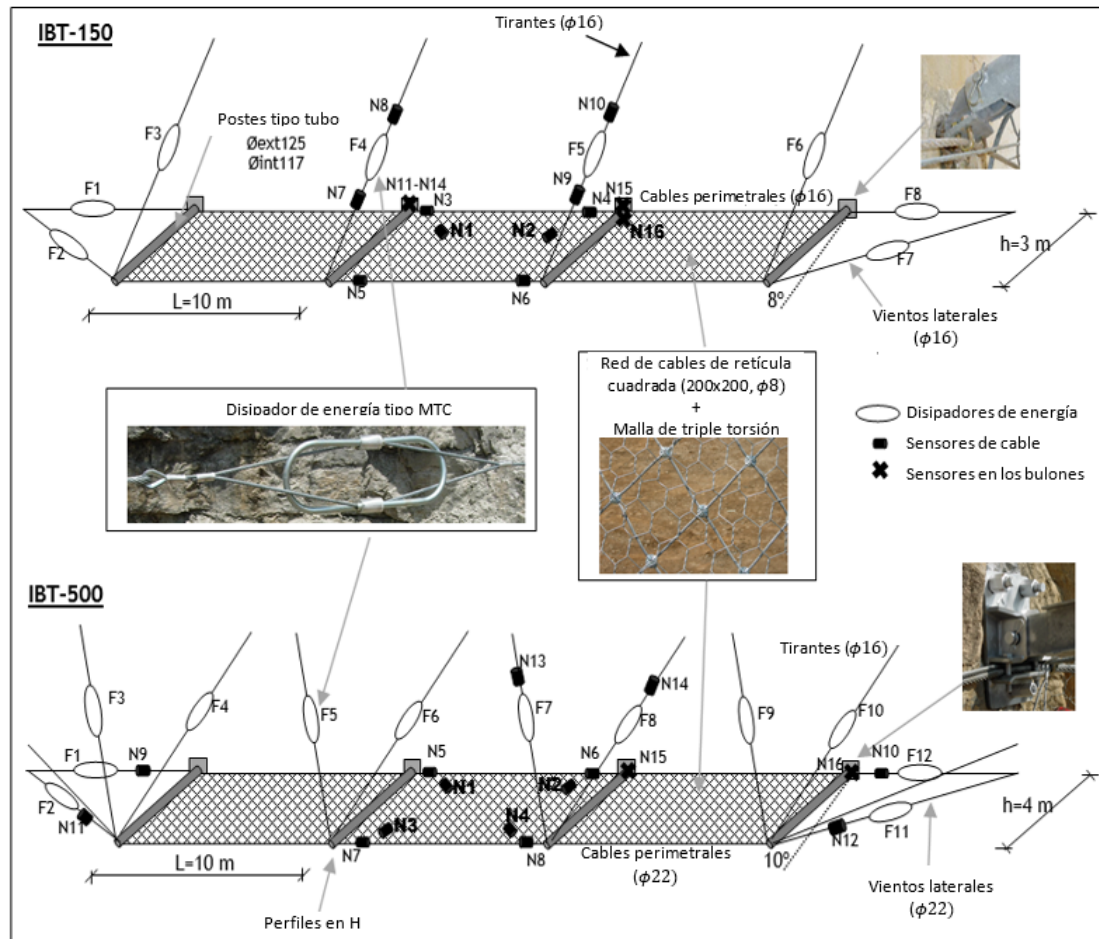 IBT-150
Tirantes (ϕ16)
Postes tipo tubo
Øext125
Øint117
F3
N8
F4
N10
F5
F6
F1
N7
N11-N14
N3
N9
N4
N15
Cables perimetrales (ϕ16)
F8
F2
N1
N2
N16
F7
h=3 m
L=10 m
N5
N6
8º
Vientos laterales
(ϕ16)
Disipador de energía tipo MTC
Red de cables de retícula
cuadrada (200x200, ϕ8)
+
Malla de triple torsión
Disipadores de energía
Sensores de cable
Sensores en los bulones
IBT-500
Tirantes (ϕ16)
N13
N14
F3
F4
F5
F6
F7
F8
F9
F10
F1
N9
N5
N6
N15
N16
N10
F12
F2
N11
N1
N2
N3
N4
N12
F11
h=4 m
L=10 m
N7
N8
Cables perimetrales
(ϕ22)
10º
Vientos laterales
(ϕ22)
Perfiles en H